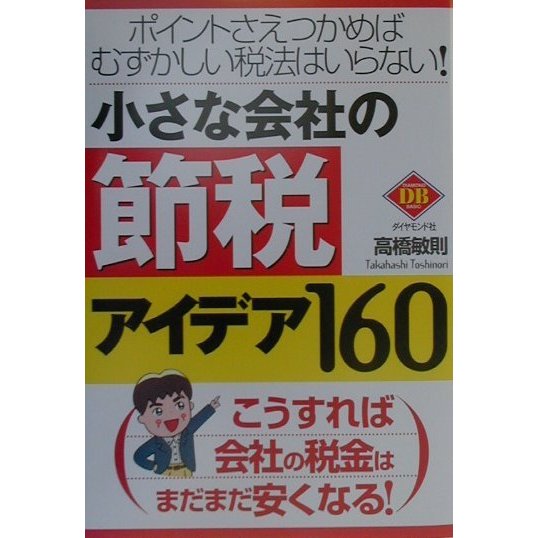 ポイントさえつかめば
むずかしい税法はいらない!
小さな会社の
節税
DIAMOND
DB
BASIC
ダイヤモンド社
高橋敏則
Takahashi Toshinori
アイデア160
こうすれば
会社の税金は
まだまだ安くなる!